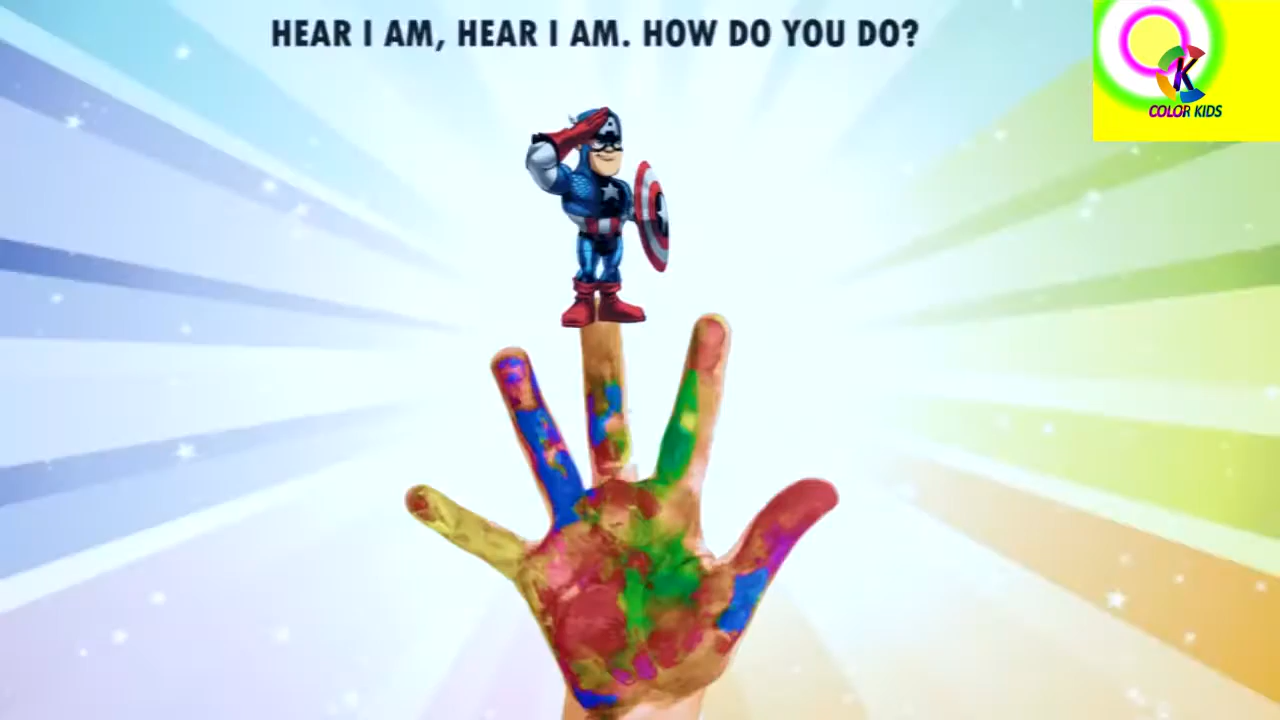 HEAR I AM, HEAR I AM. HOW DO YOU DO?
K
COLOR KIDS
A